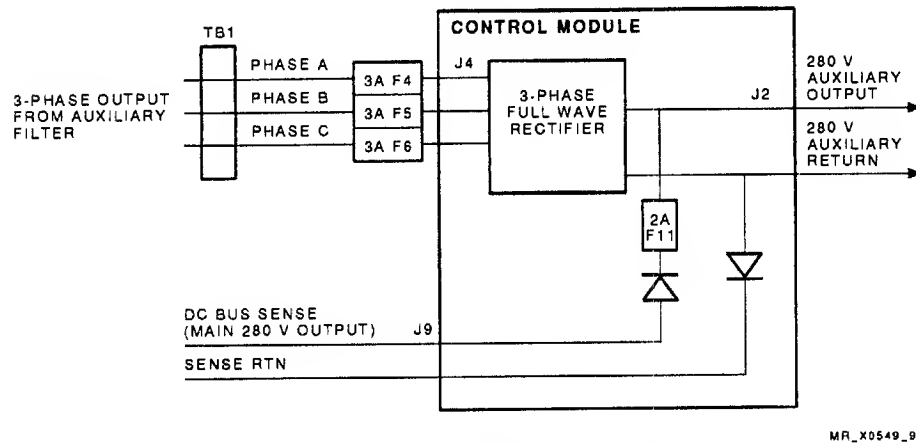 CONTROL MODULE
TB1
PHASE A
3A F4
J4
3-PHASE
FULL WAVE
RECTIFIER
J2
280 V
AUXILIARY
OUTPUT
3-PHASE OUTPUT
FROM AUXILIARY
FILTER
PHASE B
3A F5
PHASE C
3A F6
280 V
AUXILIARY
RETURN
2A
F11
DC BUS SENSE
(MAIN 280 V OUTPUT)
J9
SENSE RTN
MR_X0549_9